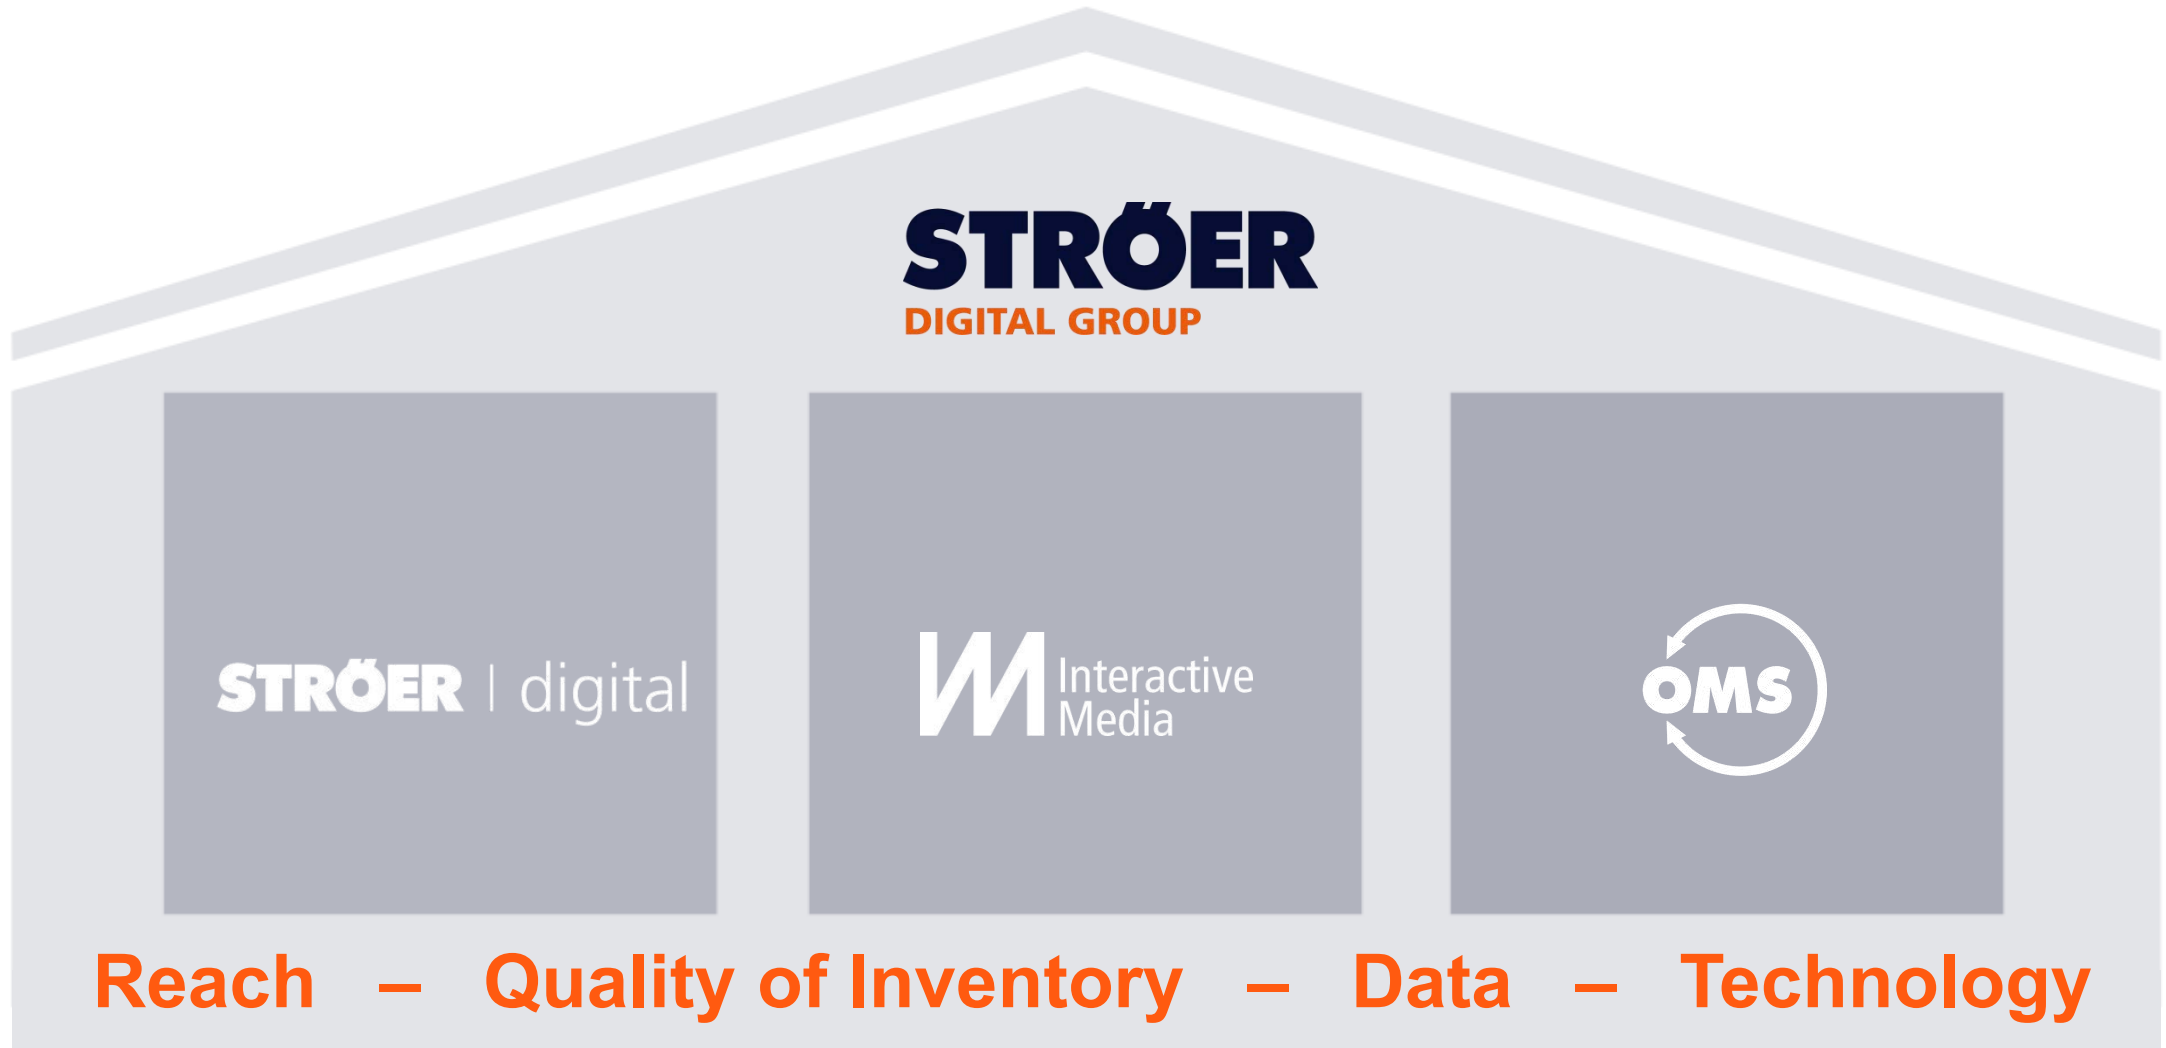 STRÖER
DIGITAL GROUP
STRÖER | digital
Interactive
Media
OMS
Reach – Quality of Inventory – Data – Technology